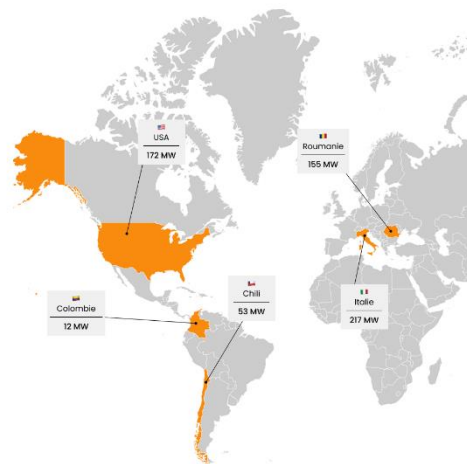 USA
172 MW
Roumanie
155 MW
Colombie
12 MW
Chili
53 MW
Italie
217 MW